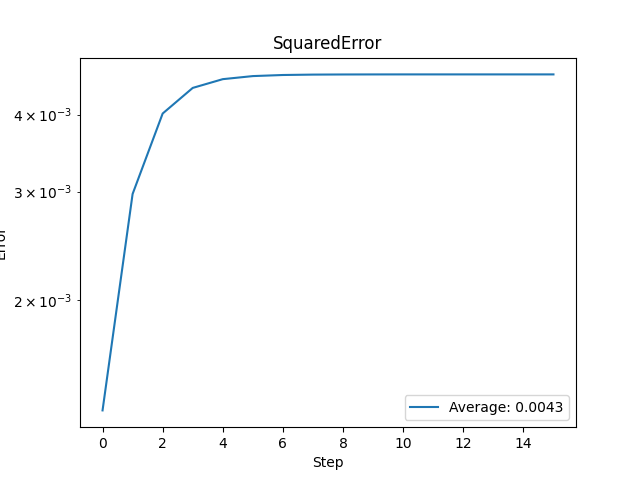 SquaredError
4 × 10⁻³
3 × 10⁻³
2 × 10⁻³
Error
Average: 0.0043
0 2 4 6 8 10 12 14
Step